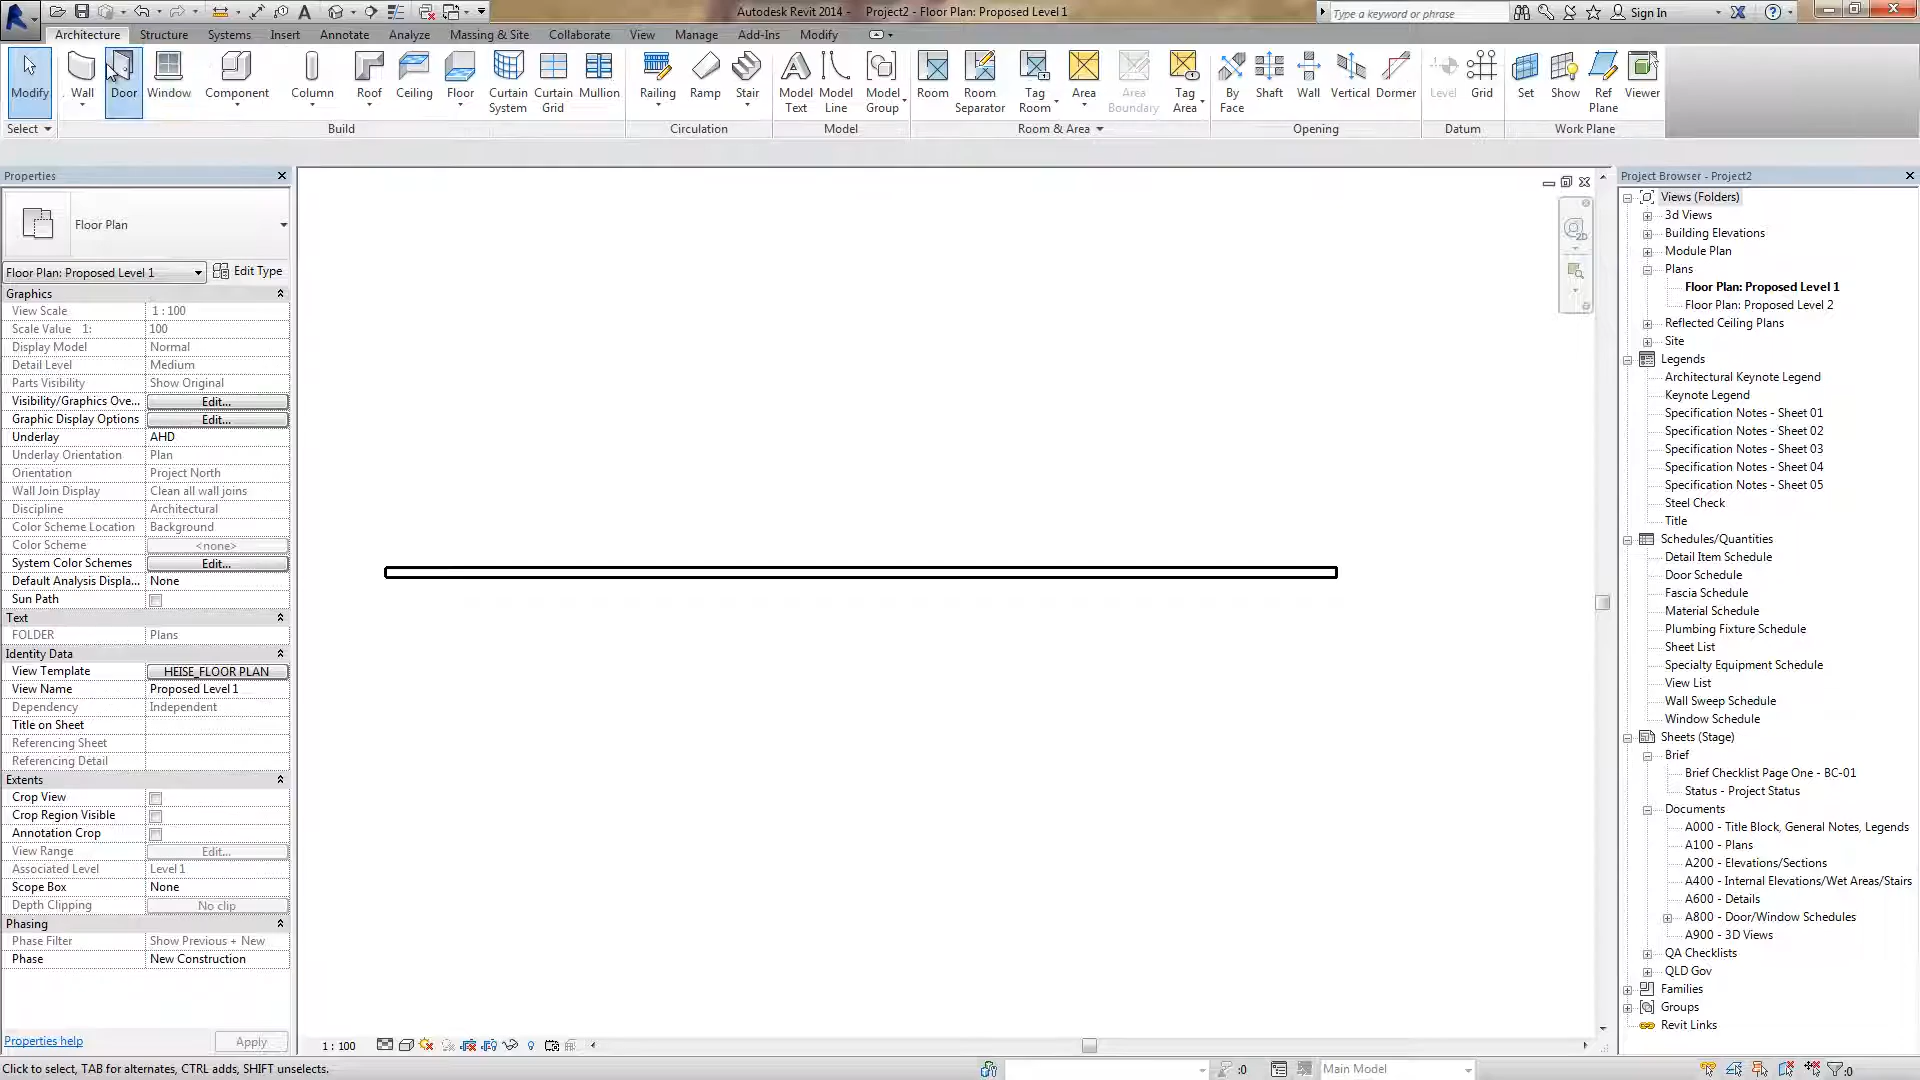 Autodesk Revit 2014 - Project2 - Floor Plan: Proposed Level 1
Type a keyword or phrase
Sign In
Architecture Structure Systems Insert Annotate Analyze Massing & Site Collaborate View Manage Add-Ins Modify
Modify Wall Door Window Component Column Roof Ceiling Floor Curtain System Curtain Grid Mullion Railing Ramp Stair Model Text Model Line Model Group Room Room Separator Tag Room Area Area Boundary Tag Area By Face Shaft Wall Vertical Dormer Level Grid Set Show Ref Plane Viewer
Select Build Circulation Model Room & Area Opening Datum Work Plane
Properties
Floor Plan
Floor Plan: Proposed Level 1 Edit Type
Graphics
View Scale 1 : 100
Scale Value 1: 100
Display Model Normal
Detail Level Medium
Parts Visibility Show Original
Visibility/Graphics Ove... Edit...
Graphic Display Options Edit...
Underlay AHD
Underlay Orientation Plan
Orientation Project North
Wall Join Display Clean all wall joins
Discipline Architectural
Color Scheme Location Background
Color Scheme <none>
System Color Schemes Edit...
Default Analysis Displa... None
Sun Path
Text
FOLDER Plans
Identity Data
View Template HEISE_FLOOR PLAN
View Name Proposed Level 1
Dependency Independent
Title on Sheet
Referencing Sheet
Referencing Detail
Extents
Crop View
Crop Region Visible
Annotation Crop
View Range Edit...
Associated Level Level 1
Scope Box None
Depth Clipping No clip
Phasing
Phase Filter Show Previous + New
Phase New Construction
Properties help Apply
2D
1 : 100
Project Browser - Project2
Views (Folders)
3d Views
Building Elevations
Module Plan
Plans
Floor Plan: Proposed Level 1
Floor Plan: Proposed Level 2
Reflected Ceiling Plans
Site
Legends
Architectural Keynote Legend
Keynote Legend
Specification Notes - Sheet 01
Specification Notes - Sheet 02
Specification Notes - Sheet 03
Specification Notes - Sheet 04
Specification Notes - Sheet 05
Steel Check
Title
Schedules/Quantities
Detail Item Schedule
Door Schedule
Fascia Schedule
Material Schedule
Plumbing Fixture Schedule
Sheet List
Specialty Equipment Schedule
View List
Wall Sweep Schedule
Window Schedule
Sheets (Stage)
Brief
Brief Checklist Page One - BC-01
Status - Project Status
Documents
A000 - Title Block, General Notes, Legends
A100 - Plans
A200 - Elevations/Sections
A400 - Internal Elevations/Wet Areas/Stairs
A600 - Details
A800 - Door/Window Schedules
A900 - 3D Views
QA Checklists
QLD Gov
Families
Groups
Revit Links
Click to select, TAB for alternates, CTRL adds, SHIFT unselects.
:0
Main Model
:0